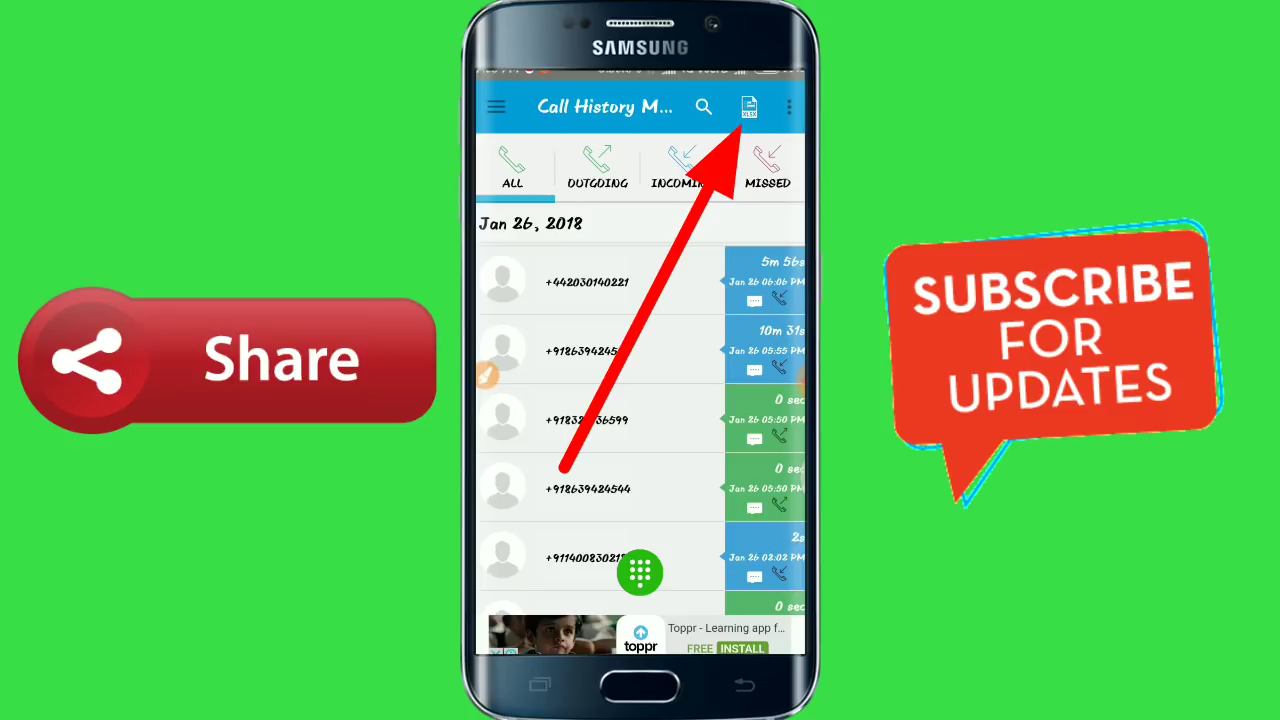 SAMSUNG
Call History M...
XLSX
ALL
OUTGOING
MISSED
Jan 26, 2018
5m 56s
+442030140221
Jan 26 06:06 PM
10m 31s
Jan 26 05:55 PM
0 sec
Jan 26 05:50 PM
0 sec
+918639424544
Jan 26 05:50 PM
2s
Jan 26 02:02 PM
0 sec
Toppr - Learning app f...
toppr
FREE INSTALL
Share
SUBSCRIBE
FOR
UPDATES